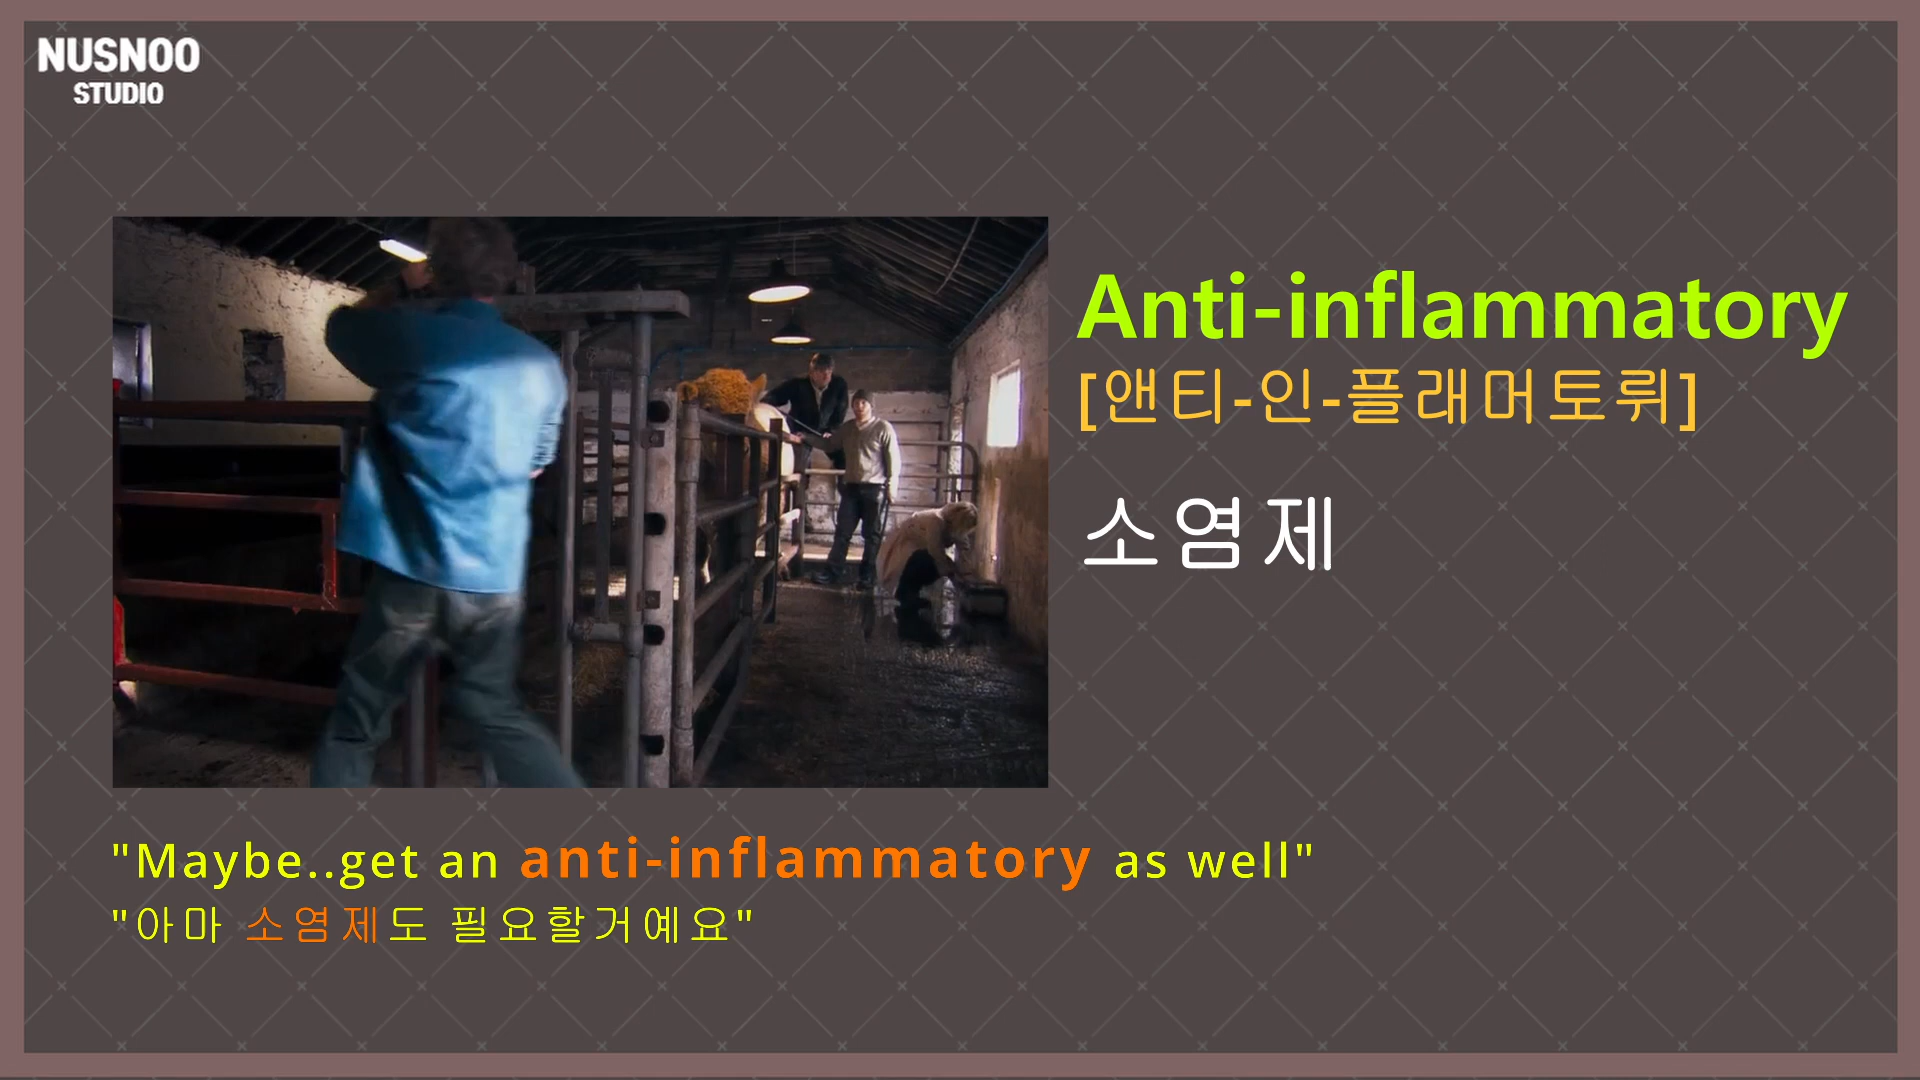 NUSNOO
STUDIO
Anti-inflammatory
[앤티-인-플래머토뤼]
소염제
"Maybe..get an anti-inflammatory as well"
"아마 소염제도 필요할거예요"